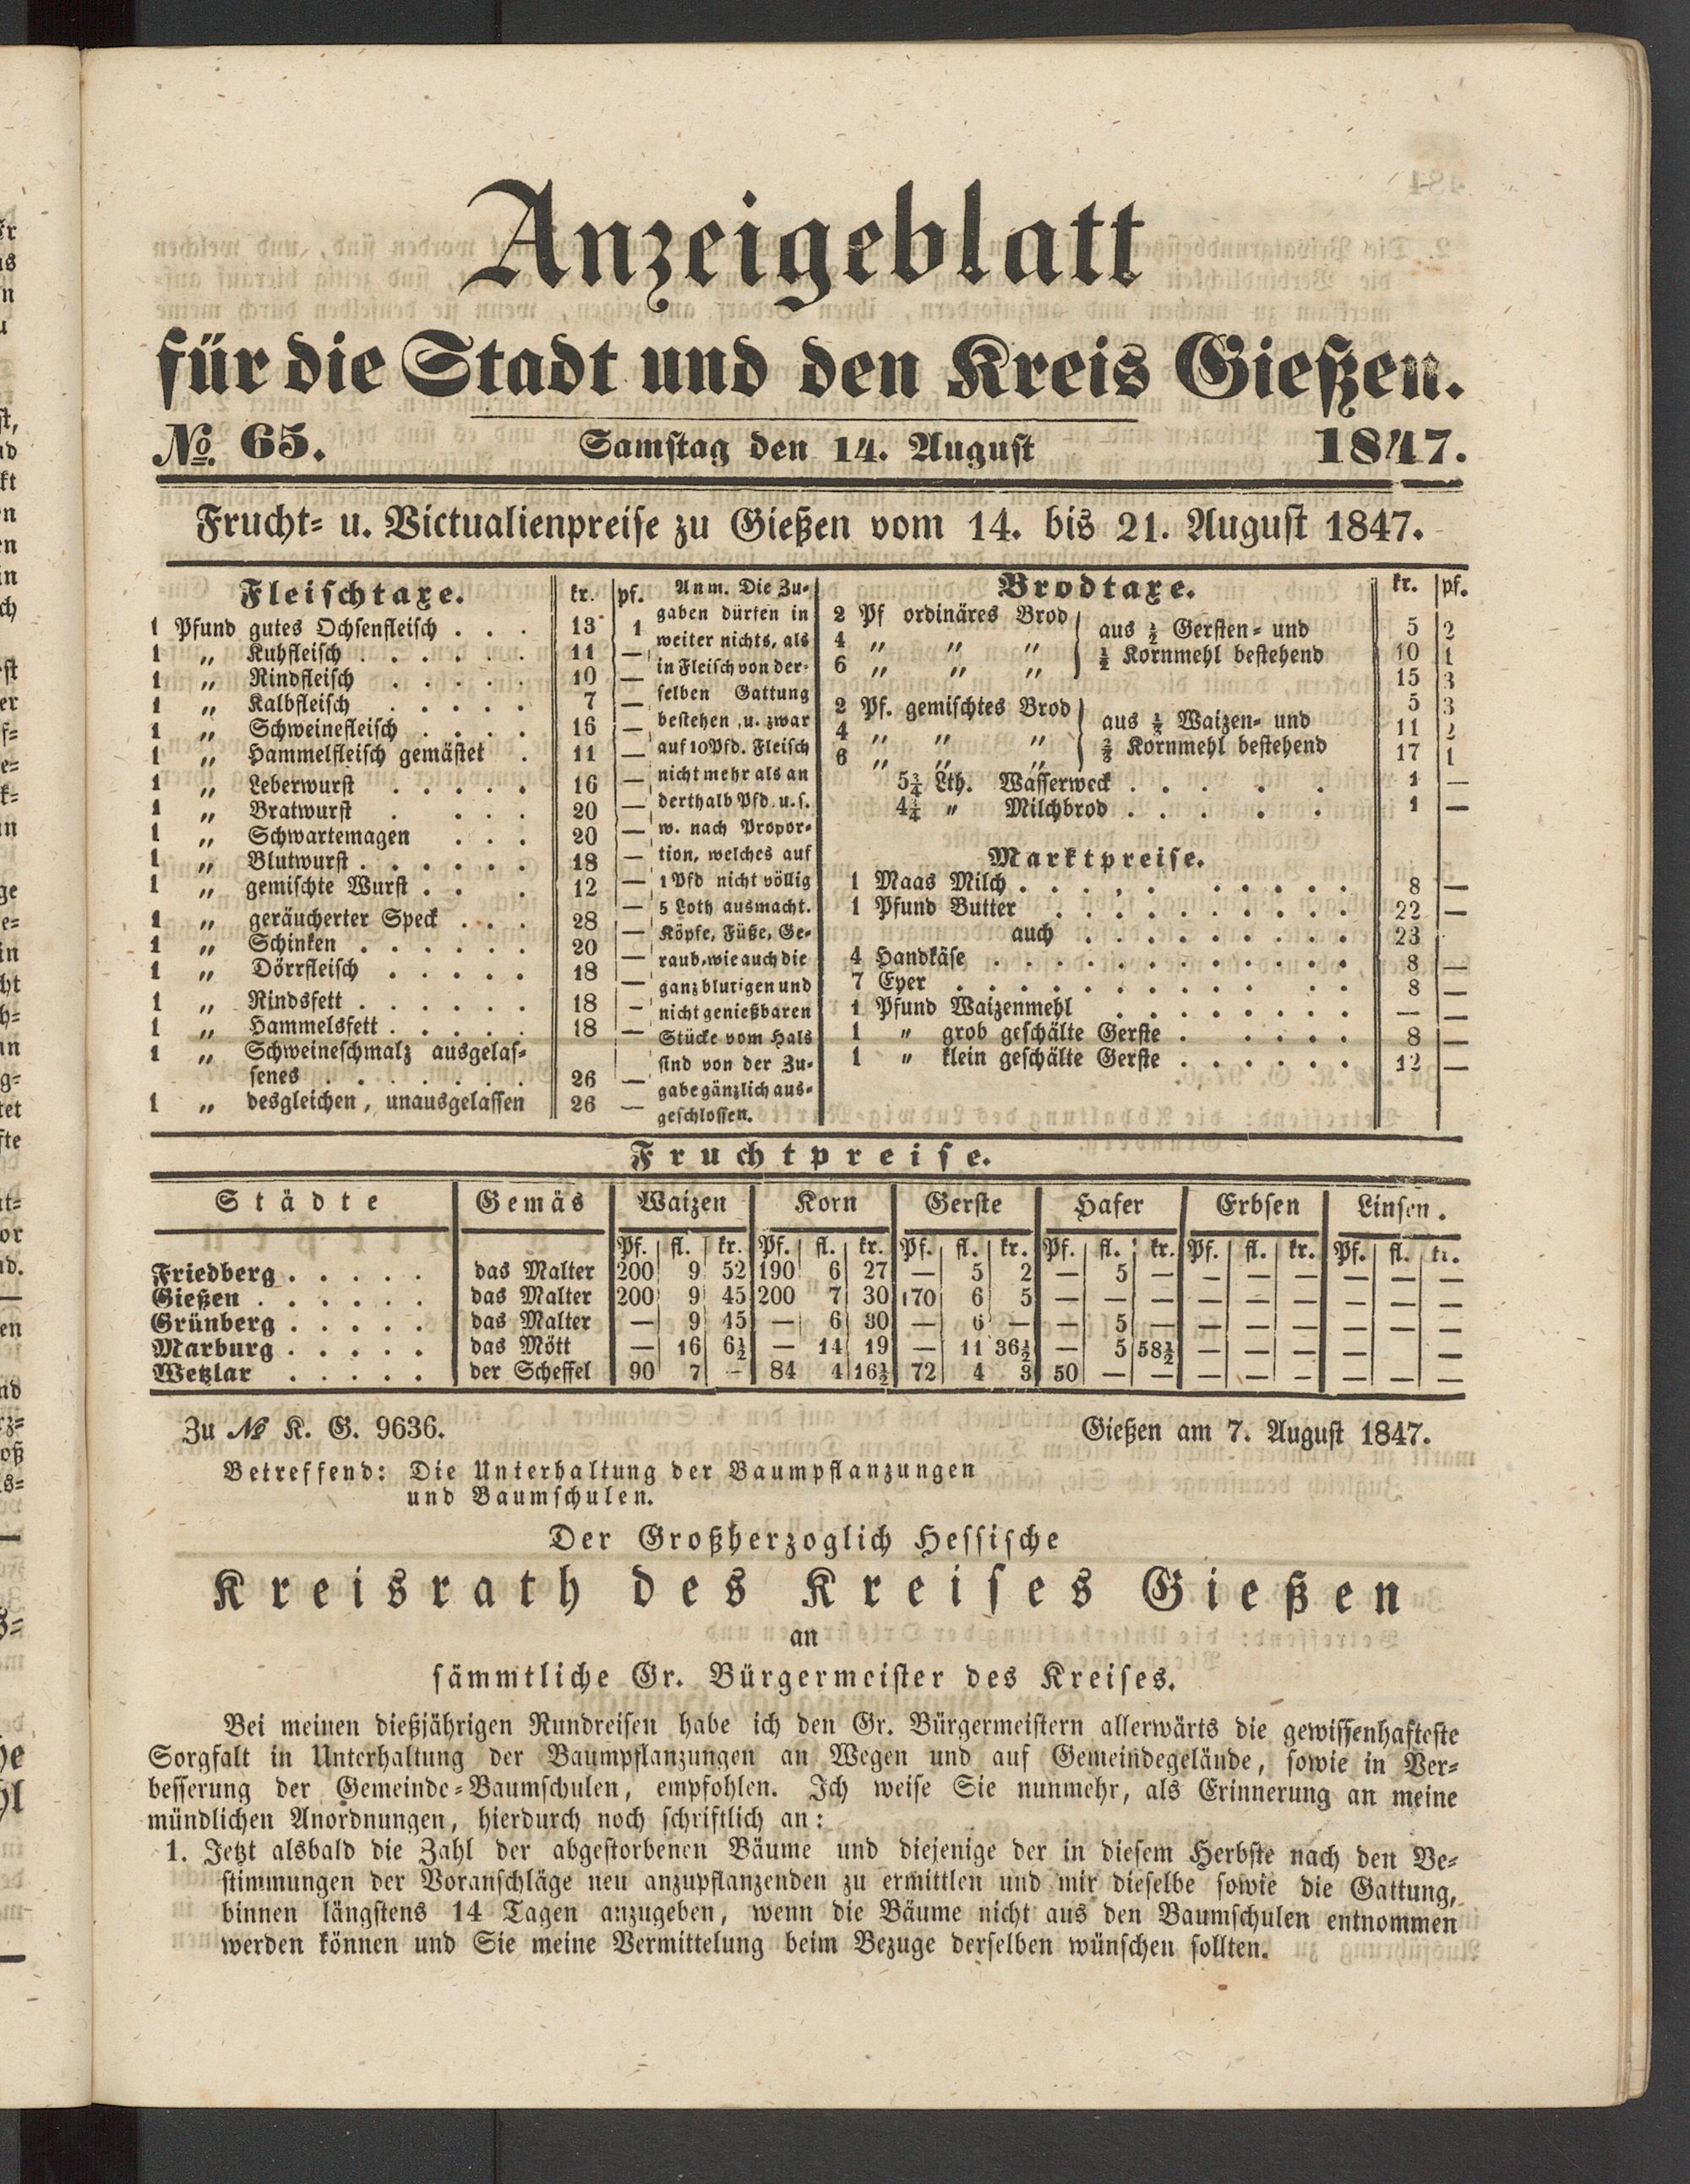 Anzeigeblatt
für die Stadt und den Kreis Gießen.
No. 65. Samstag den 14. August 1847.
Frucht- u. Victualienpreise zu Gießen vom 14. bis 21. August 1847.
Fleischtaxe. kr. pf.
1 Pfund gutes Ochsenfleisch . . . 13 1
1 „ Kuhfleisch . . . . . . 11 —
1 „ Rindfleisch . . . . . 10 —
1 „ Kalbfleisch . . . . . 7 —
1 „ Schweinefleisch . . . . 16 —
1 „ Hammelfleisch gemästet . 11 —
1 „ Leberwurst . . . . . 16 —
1 „ Bratwurst . . . . 20 —
1 „ Schwartemagen . . . 20 —
1 „ Blutwurst . . . . . . 18 —
1 „ gemischte Wurst . . . 12 —
1 „ geräucherter Speck . . . 28 —
1 „ Schinken . . . . . . 20 —
1 „ Dörrfleisch . . . . . 18 —
1 „ Rindsfett . . . . . . 18 —
1 „ Hammelsfett . . . . . 18 —
1 „ Schweineschmalz ausgelas-
senes . . . . . . . 26 —
1 „ desgleichen, unausgelassen 26 —
Anm. Die Zu-
gaben dürfen in
weiter nichts, als
in Fleisch von der-
selben Gattung
bestehen, u. zwar
auf 10 Pfd. Fleisch
nicht mehr als an
derthalb Pfd. u. s.
w. nach Propor-
tion, welches auf
1 Pfd nicht völlig
5 Loth ausmacht.
Köpfe, Füße, Ge-
raub, wie auch die
ganz blutigen und
nicht genießbaren
Stücke vom Hals
sind von der Zu-
gabe gänzlich aus-
geschlossen.
Brodtaxe. kr. pf.
2 Pf ordinäres Brod aus ½ Gersten- und 5 2
4 „ „ „ ½ Kornmehl bestehend 10 1
6 „ „ „ 15 3
2 Pf. gemischtes Brod aus Waizen- und 5 3
4 „ „ „ Kornmehl bestehend 11 2
6 „ „ „ 17 1
5¾ Lth. Wasserweck . . . . . 1 —
4¼ „ Milchbrod . . . . . 1 —
Marktpreise.
1 Maas Milch . . . . . . . . . 8 —
1 Pfund Butter . . . . . . . . 22 —
auch . . . . . . . 23
4 Handkäse . . . . . . . . . 8 —
7 Eyer . . . . . . . . . . 8 —
1 Pfund Waizenmehl . . . . . . — —
1 „ grob geschälte Gerste . . . . . 8 —
1 „ klein geschälte Gerste . . . . . 12 —
Fruchtpreise.
Städte Gemäs Waizen Korn Gerste Hafer Erbsen Linsen.
Pf. fl. kr. Pf. fl. kr. Pf. fl. kr. Pf. fl. kr. Pf. fl. kr. Pf. fl. kr.
Friedberg . . . . . das Malter 200 9 52 190 6 27 — 5 2 — 5 — — — — — — —
Gießen . . . . . . das Malter 200 9 45 200 7 30 170 6 5 — — — — — — — — —
Grünberg . . . . . das Malter — 9 45 — 6 30 — 6 — — 5 — — — — — — —
Marburg . . . . . das Mött — 16 6½ — 14 19 — 11 36½ — 5 58½ — — — — — —
Wetzlar . . . . . der Scheffel 90 7 — 84 4 16½ 72 4 3 50 — — — — — — — —
Zu № K. G. 9636. Gießen am 7. August 1847.
Betreffend: Die Unterhaltung der Baumpflanzungen
und Baumschulen.
Der Großherzoglich Hessische
Kreisrath des Kreises Gießen
an
sämmtliche Gr. Bürgermeister des Kreises.
Bei meinen dießjährigen Rundreisen habe ich den Gr. Bürgermeistern allerwärts die gewissenhafteste
Sorgfalt in Unterhaltung der Baumpflanzungen an Wegen und auf Gemeindegelände, sowie in Ver-
besserung der Gemeinde-Baumschulen, empfohlen. Ich weise Sie nunmehr, als Erinnerung an meine
mündlichen Anordnungen, hierdurch noch schriftlich an:
1. Jetzt alsbald die Zahl der abgestorbenen Bäume und diejenige der in diesem Herbste nach den Be-
stimmungen der Voranschläge neu anzupflanzenden zu ermittlen und mir dieselbe sowie die Gattung,
binnen längstens 14 Tagen anzugeben, wenn die Bäume nicht aus den Baumschulen entnommen
werden können und Sie meine Vermittelung beim Bezuge derselben wünschen sollten.